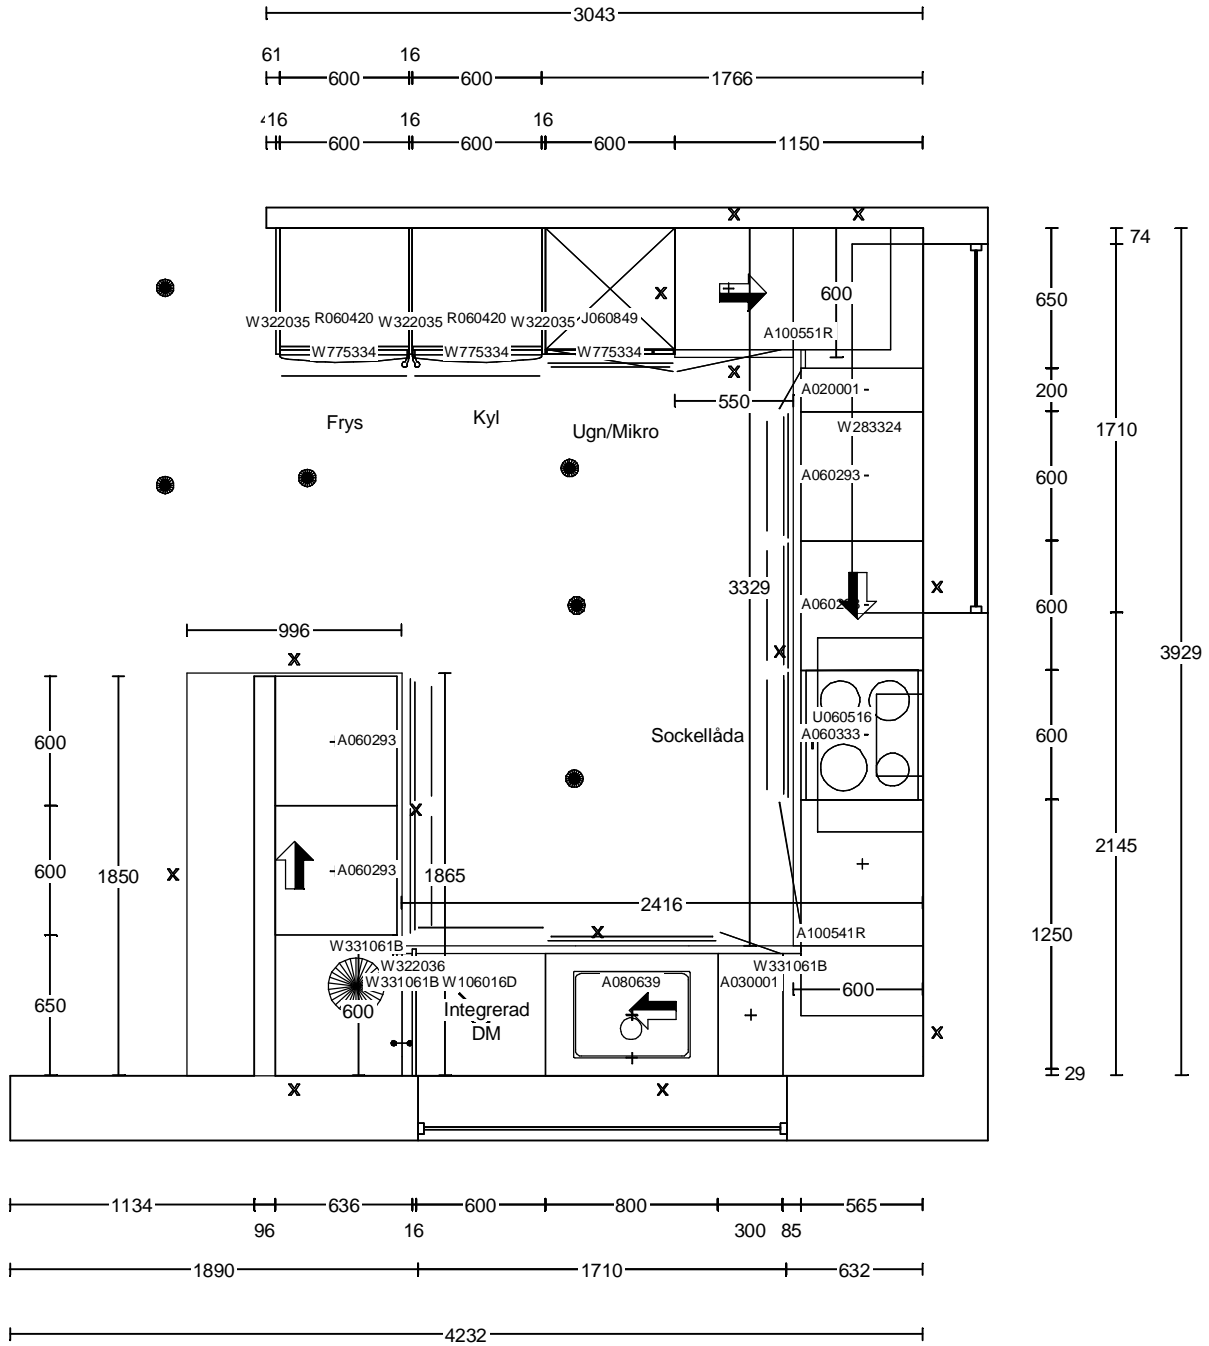 3043
61 16
600 600 1766
16 16 16
600 600 600 1150
X X
74
600
650
X
W322035 R060420 W322035 R060420 W322035 J060849
A100551R
W775334 W775334 W775334
X
A020001
200
550
Frys Kyl
Ugn/Mikro
W283324
1710
A060293
600
3329
X
600
996
X
X
3929
600
A060293
Sockellåda
U060516
A060333
600
X
2145
X
600
1850
A060293
1865
2416
X
A100541R
1250
W331061B
W322036
W331061B
W331061B W106016D
A080639
A030001
600
650
600
Integrerad
DM
X
29
X X
1134 636 600 800 565
96 16 300 85
1890 1710 632
4232